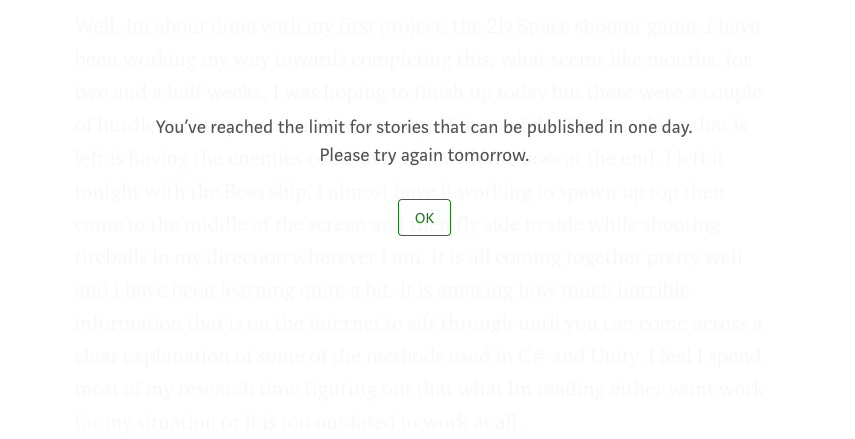 Well, Im about done with my first project, the 2D Space shooter game. I have
been working my way towards completing this, what seems like months, for
two and a half weeks. I was hoping to finish up today but there were a couple
of hurdle
You've reached the limit for stories that can be published in one day.
that is
left is having the enemies
Please try again tomorrow.
oss at the end. I left it
tonight with the Boss ship. I almost have it working to spawn up top then
come to the middle of the screen and
OK
fly side to side while shooting
fireballs in my direction wherever I am. It is all coming together pretty well
and I have been learning quite a bit. It is amazing how much horrible
information that is on the internet to sift through until you can come across a
clear explanation of some of the methods used in C# and Unity. I feel I spend
most of my research time figuring out that what Im reading either wont work
for my situation or it is too outdated to work at all.